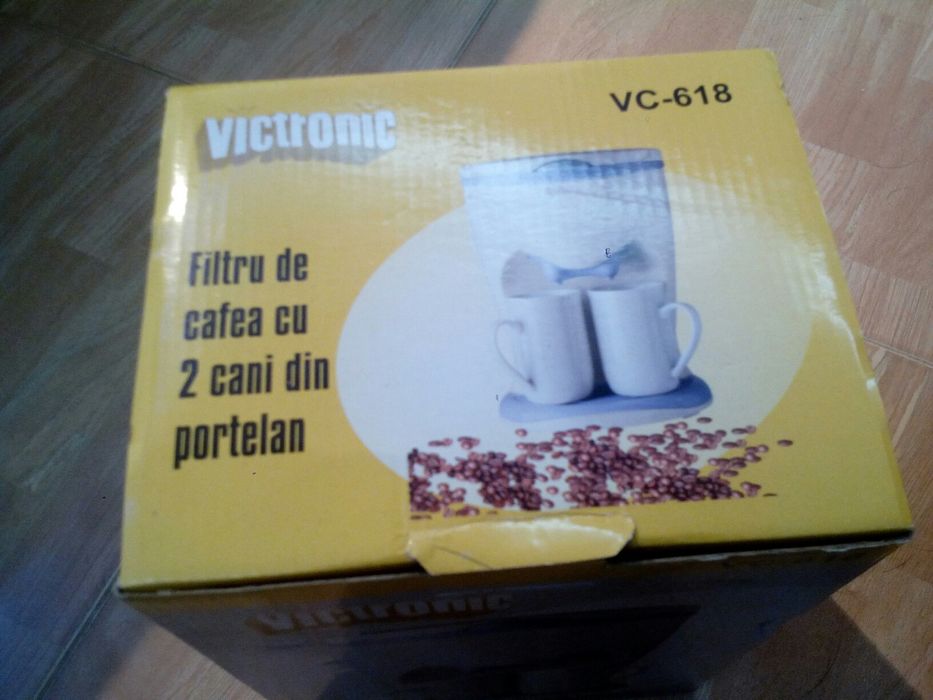 Victronic
VC-618
Filtru de
cafea cu
2 cani din
portelan
Victronic